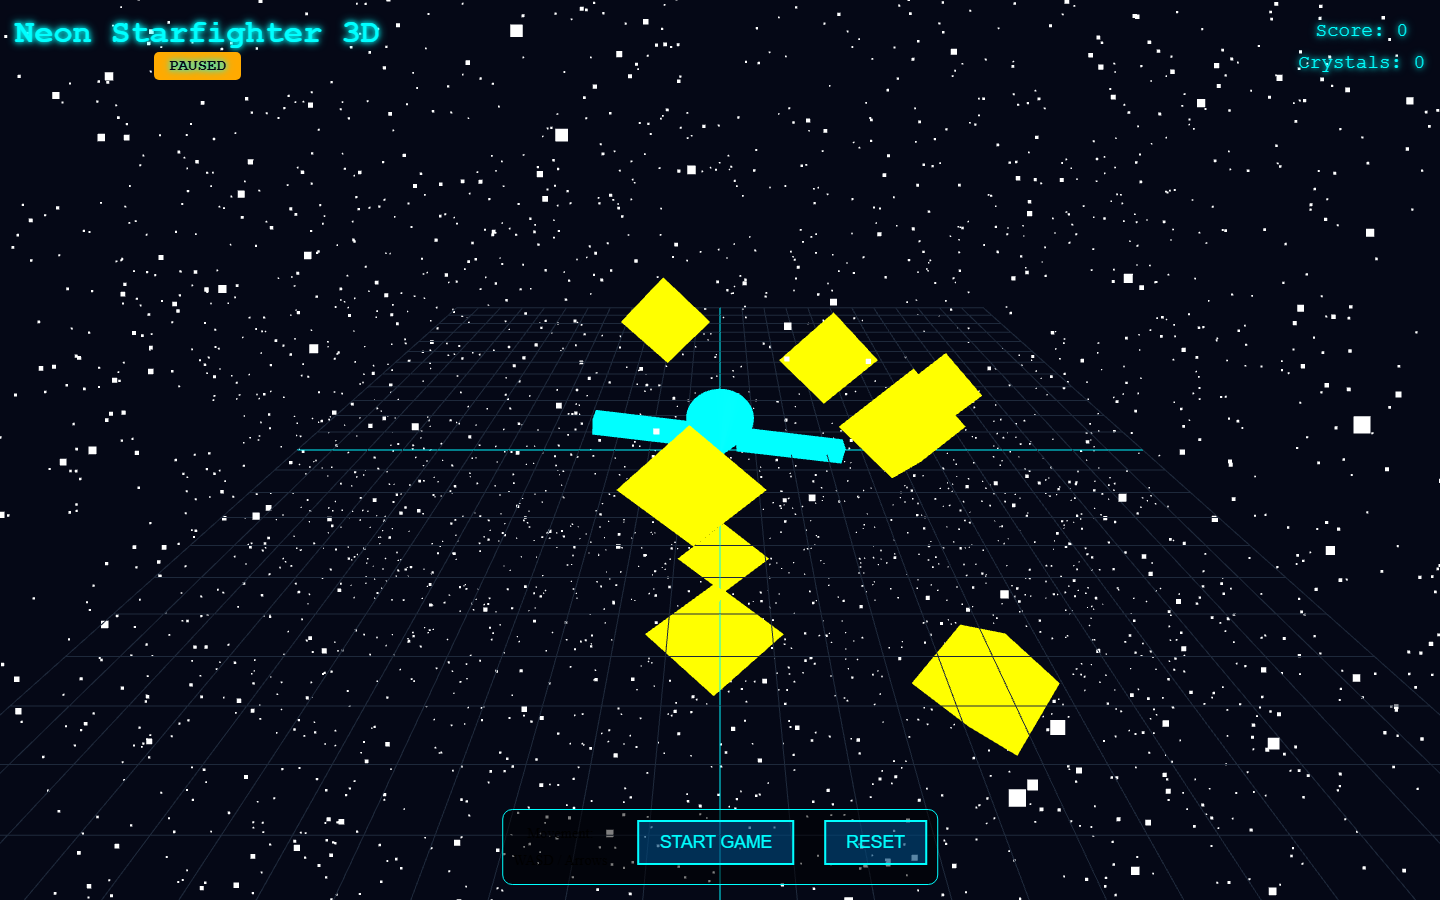 Neon Starfighter 3D
PAUSED
Score: 0
Crystals: 0
START GAME
RESET